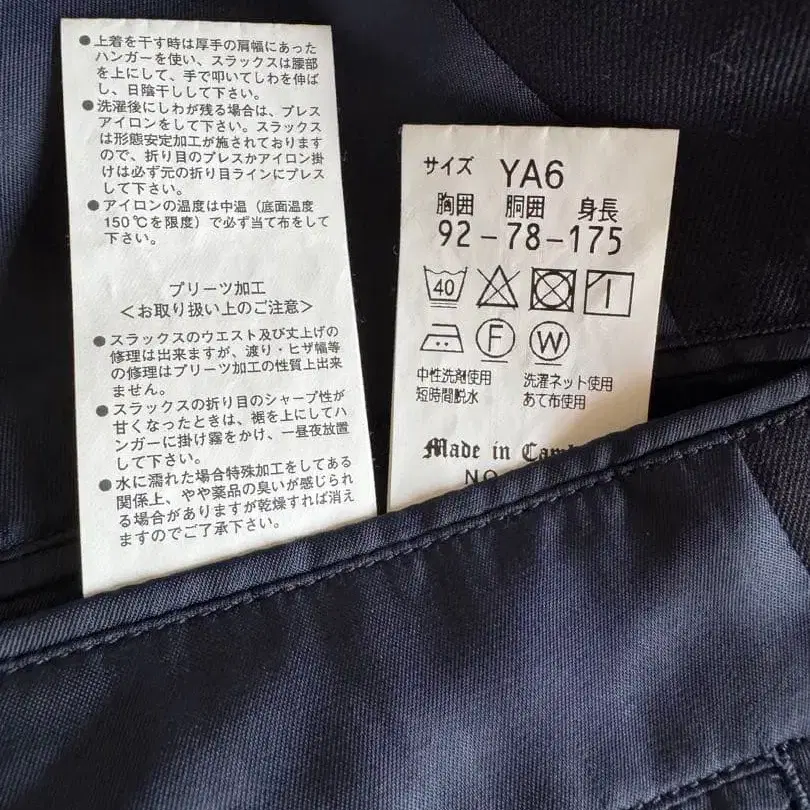 ●上着を干す時は厚手の肩幅にあった
ハンガーを使い、スラックスは腰部
を上にして、手で叩いてしわを伸ば
し、日陰干しして下さい。
●洗濯後にしわが残る場合は、プレス
アイロンをして下さい。スラックス
は形態安定加工が施されております
ので、折り目のプレスかアイロン掛
けは必ず元の折り目ラインにプレス
して下さい。
●アイロンの温度は中温（底面温度
150℃を限度）で必ず当て布をして
下さい。
プリーツ加工
＜お取り扱い上のご注意＞
●スラックスのウエスト及び丈上げの
修理は出来ますが、渡り・ヒザ幅等
の修理はプリーツ加工の性質上出来
ません。
●スラックスの折り目のシャープ性が
甘くなったときは、裾を上にしてハ
ンガーに掛け霧をかけ、一昼夜放置
して下さい。
●水に濡れた場合特殊加工をしてある
関係上、やや薬品の臭いが感じられ
る場合がありますが乾燥すれば消え
ますのでご了承下さい。
サイズ YA6
胸囲 胴囲 身長
92-78-175
40
F W
中性洗剤使用 洗濯ネット使用
短時間脱水 あて布使用
Made in
NO